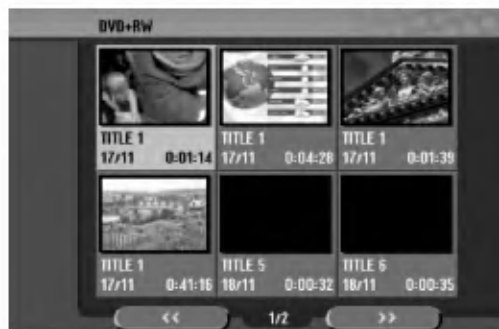 DVD+RW
TITLE 1
17/11 0:01:14
TITLE 1
17/11 0:04:28
TITLE 1
17/11 0:01:39
TITLE 1
17/11 0:41:16
TITLE 5
18/11 0:00:32
TITLE 6
18/11 0:00:35
<< 1/2 >>